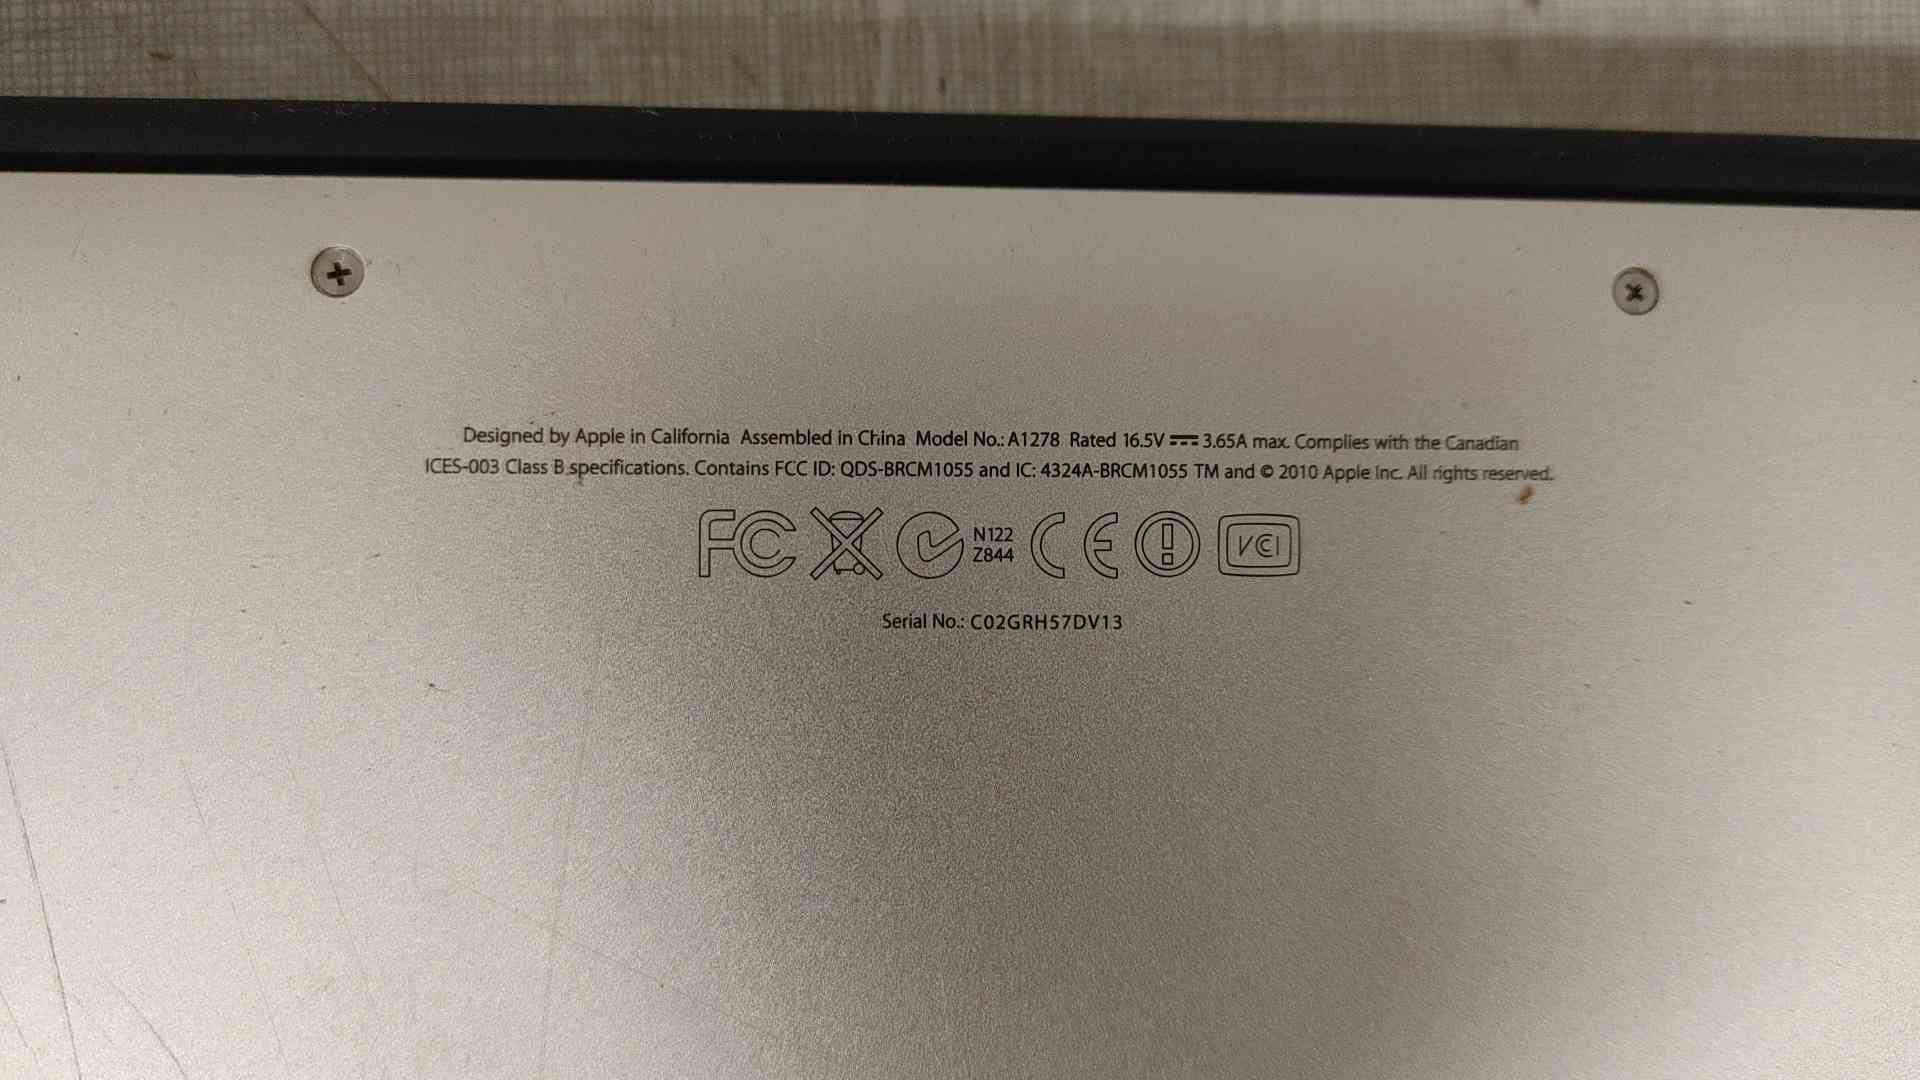 Designed by Apple in California Assembled in China Model No.: A1278 Rated 16.5V ⎓ 3.65A max. Complies with the Canadian
ICES-003 Class B specifications. Contains FCC ID: QDS-BRCM1055 and IC: 4324A-BRCM1055 TM and © 2010 Apple Inc. All rights reserved.
FC N122 CE VCI
Z844
Serial No.: C02GRH57DV13